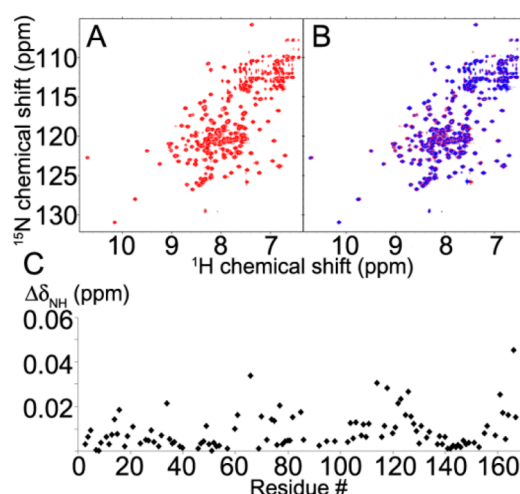 A
B
¹⁵N chemical shift (ppm)
110
115
120
125
130
10 9 8 7 10 9 8 7
¹H chemical shift (ppm)
C
Δδ_NH (ppm)
0.06
0.04
0.02
0
0 20 40 60 80 100 120 140 160
Residue #